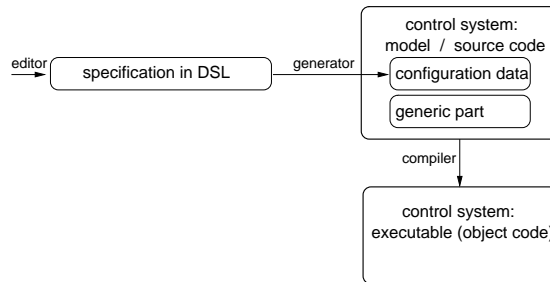 control system:
model / source code
editor
specification in DSL
generator
configuration data
generic part
compiler
control system:
executable (object code)